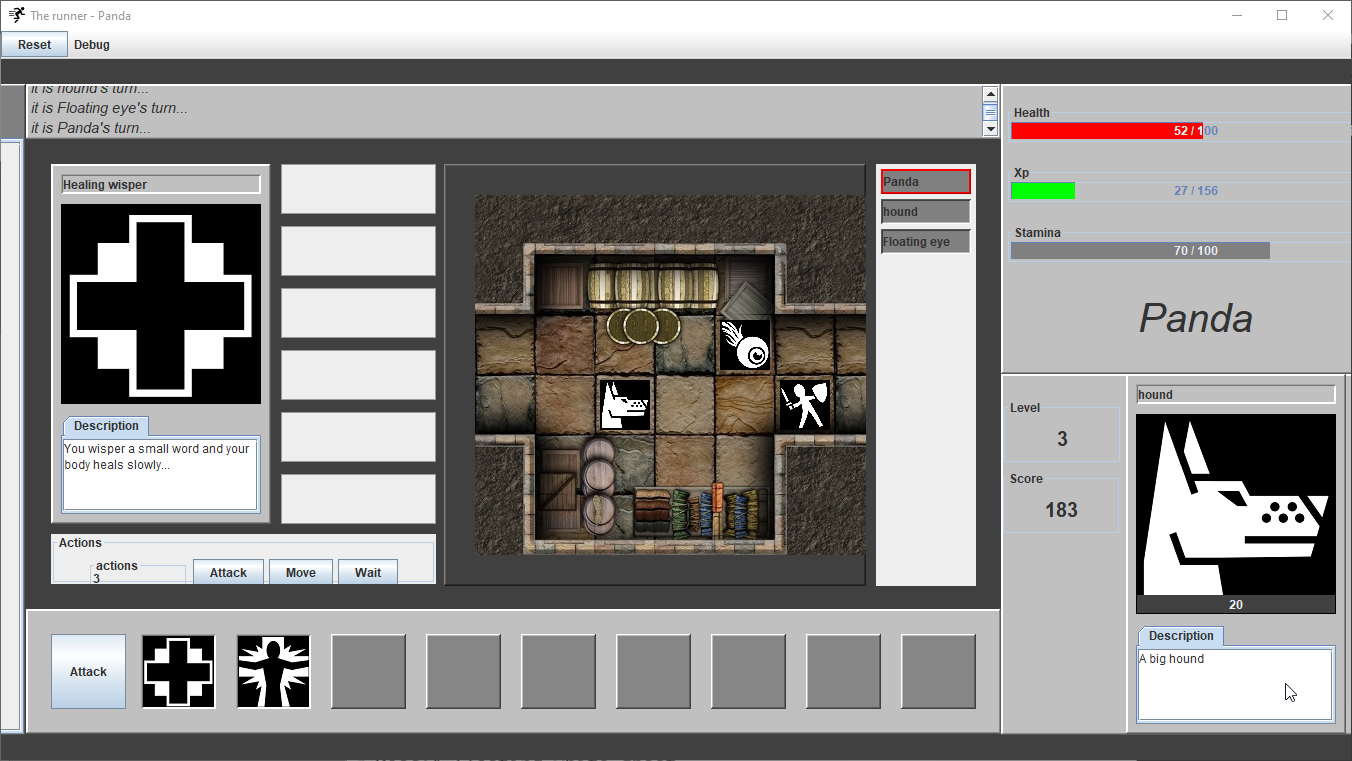 The runner - Panda
Reset Debug
it is hound's turn...
it is Floating eye's turn...
it is Panda's turn...
Healing wisper
Description
You wisper a small word and your
body heals slowly...
Actions
actions
3
Attack Move Wait
Panda
hound
Floating eye
Attack
Health
52 / 100
Xp
27 / 156
Stamina
70 / 100
Panda
Level
3
Score
183
hound
20
Description
A big hound